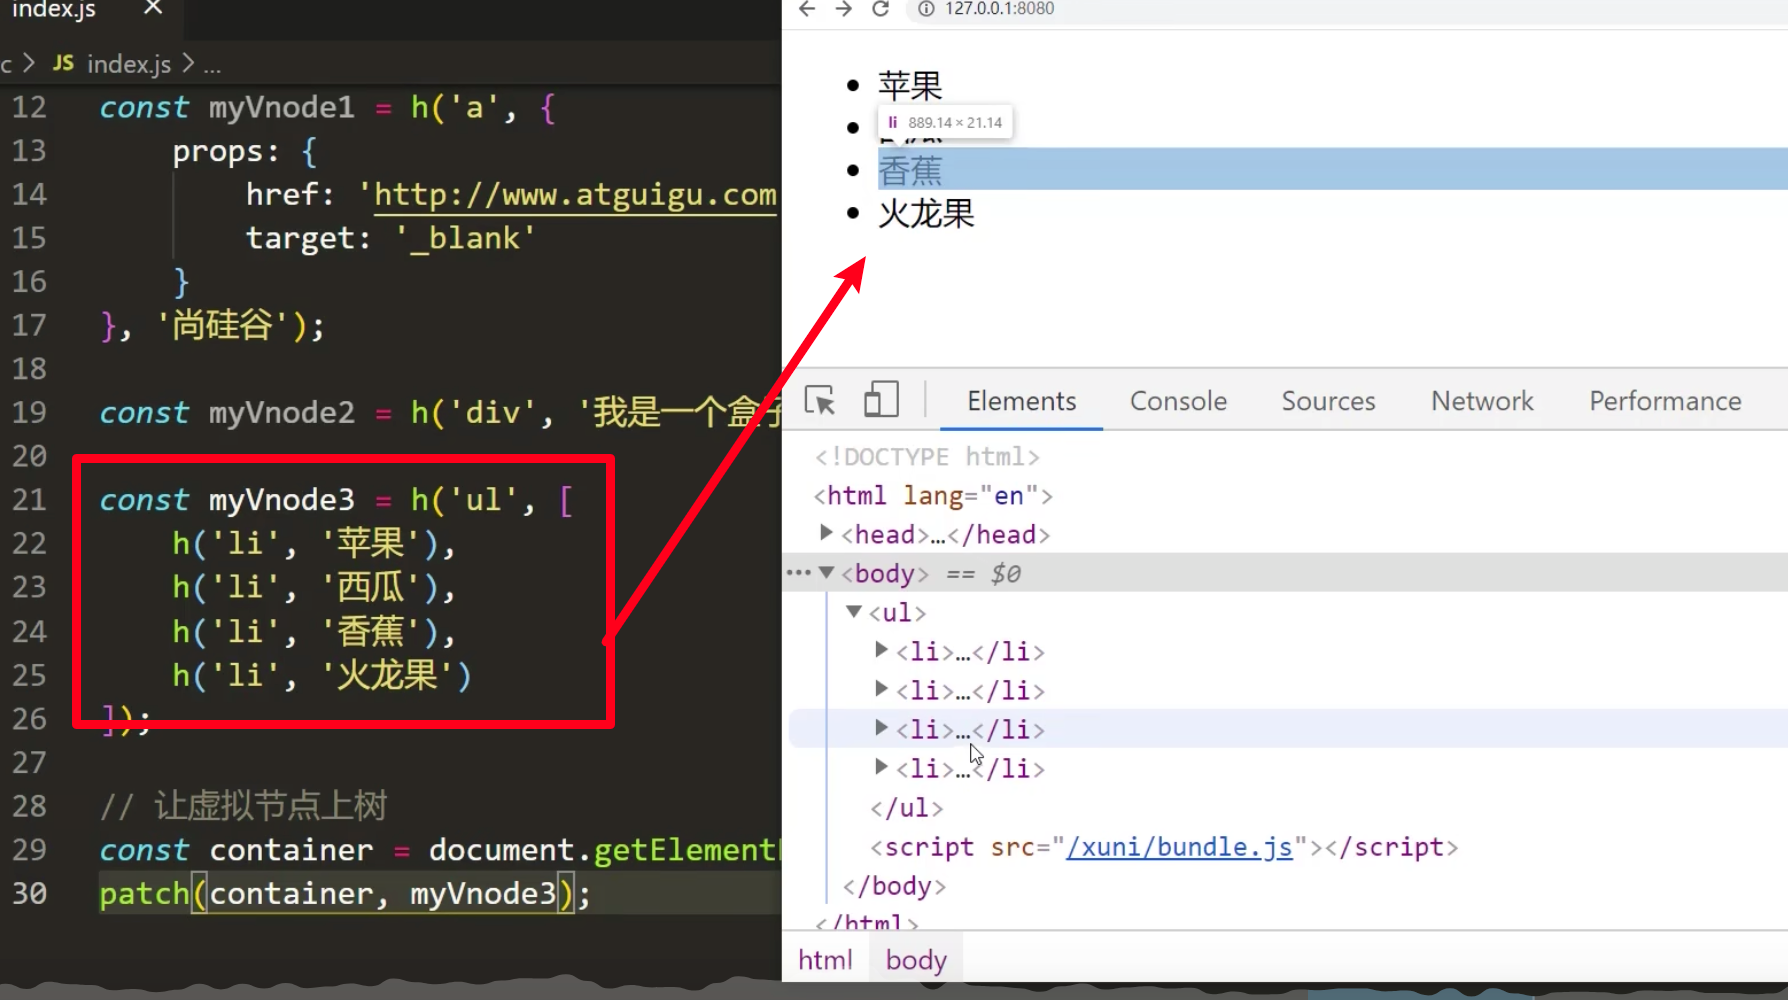 index.js ×
c > JS index.js > ...
12 const myVnode1 = h('a', {
13 props: {
14 href: 'http://www.atguigu.com
15 target: '_blank'
16 }
17 }, '尚硅谷');
18
19 const myVnode2 = h('div', '我是一个盒子
20
21 const myVnode3 = h('ul', [
22 h('li', '苹果'),
23 h('li', '西瓜'),
24 h('li', '香蕉'),
25 h('li', '火龙果')
26 ]);
27
28 // 让虚拟节点上树
29 const container = document.getElement
30 patch(container, myVnode3);
127.0.0.1:8080
苹果
li 889.14 × 21.14
香蕉
火龙果
Elements Console Sources Network Performance
<!DOCTYPE html>
<html lang="en">
<head>…</head>
<body> == $0
<ul>
<li>…</li>
<li>…</li>
<li>…</li>
<li>…</li>
</ul>
<script src="/xuni/bundle.js"></script>
</body>
</html>
html body